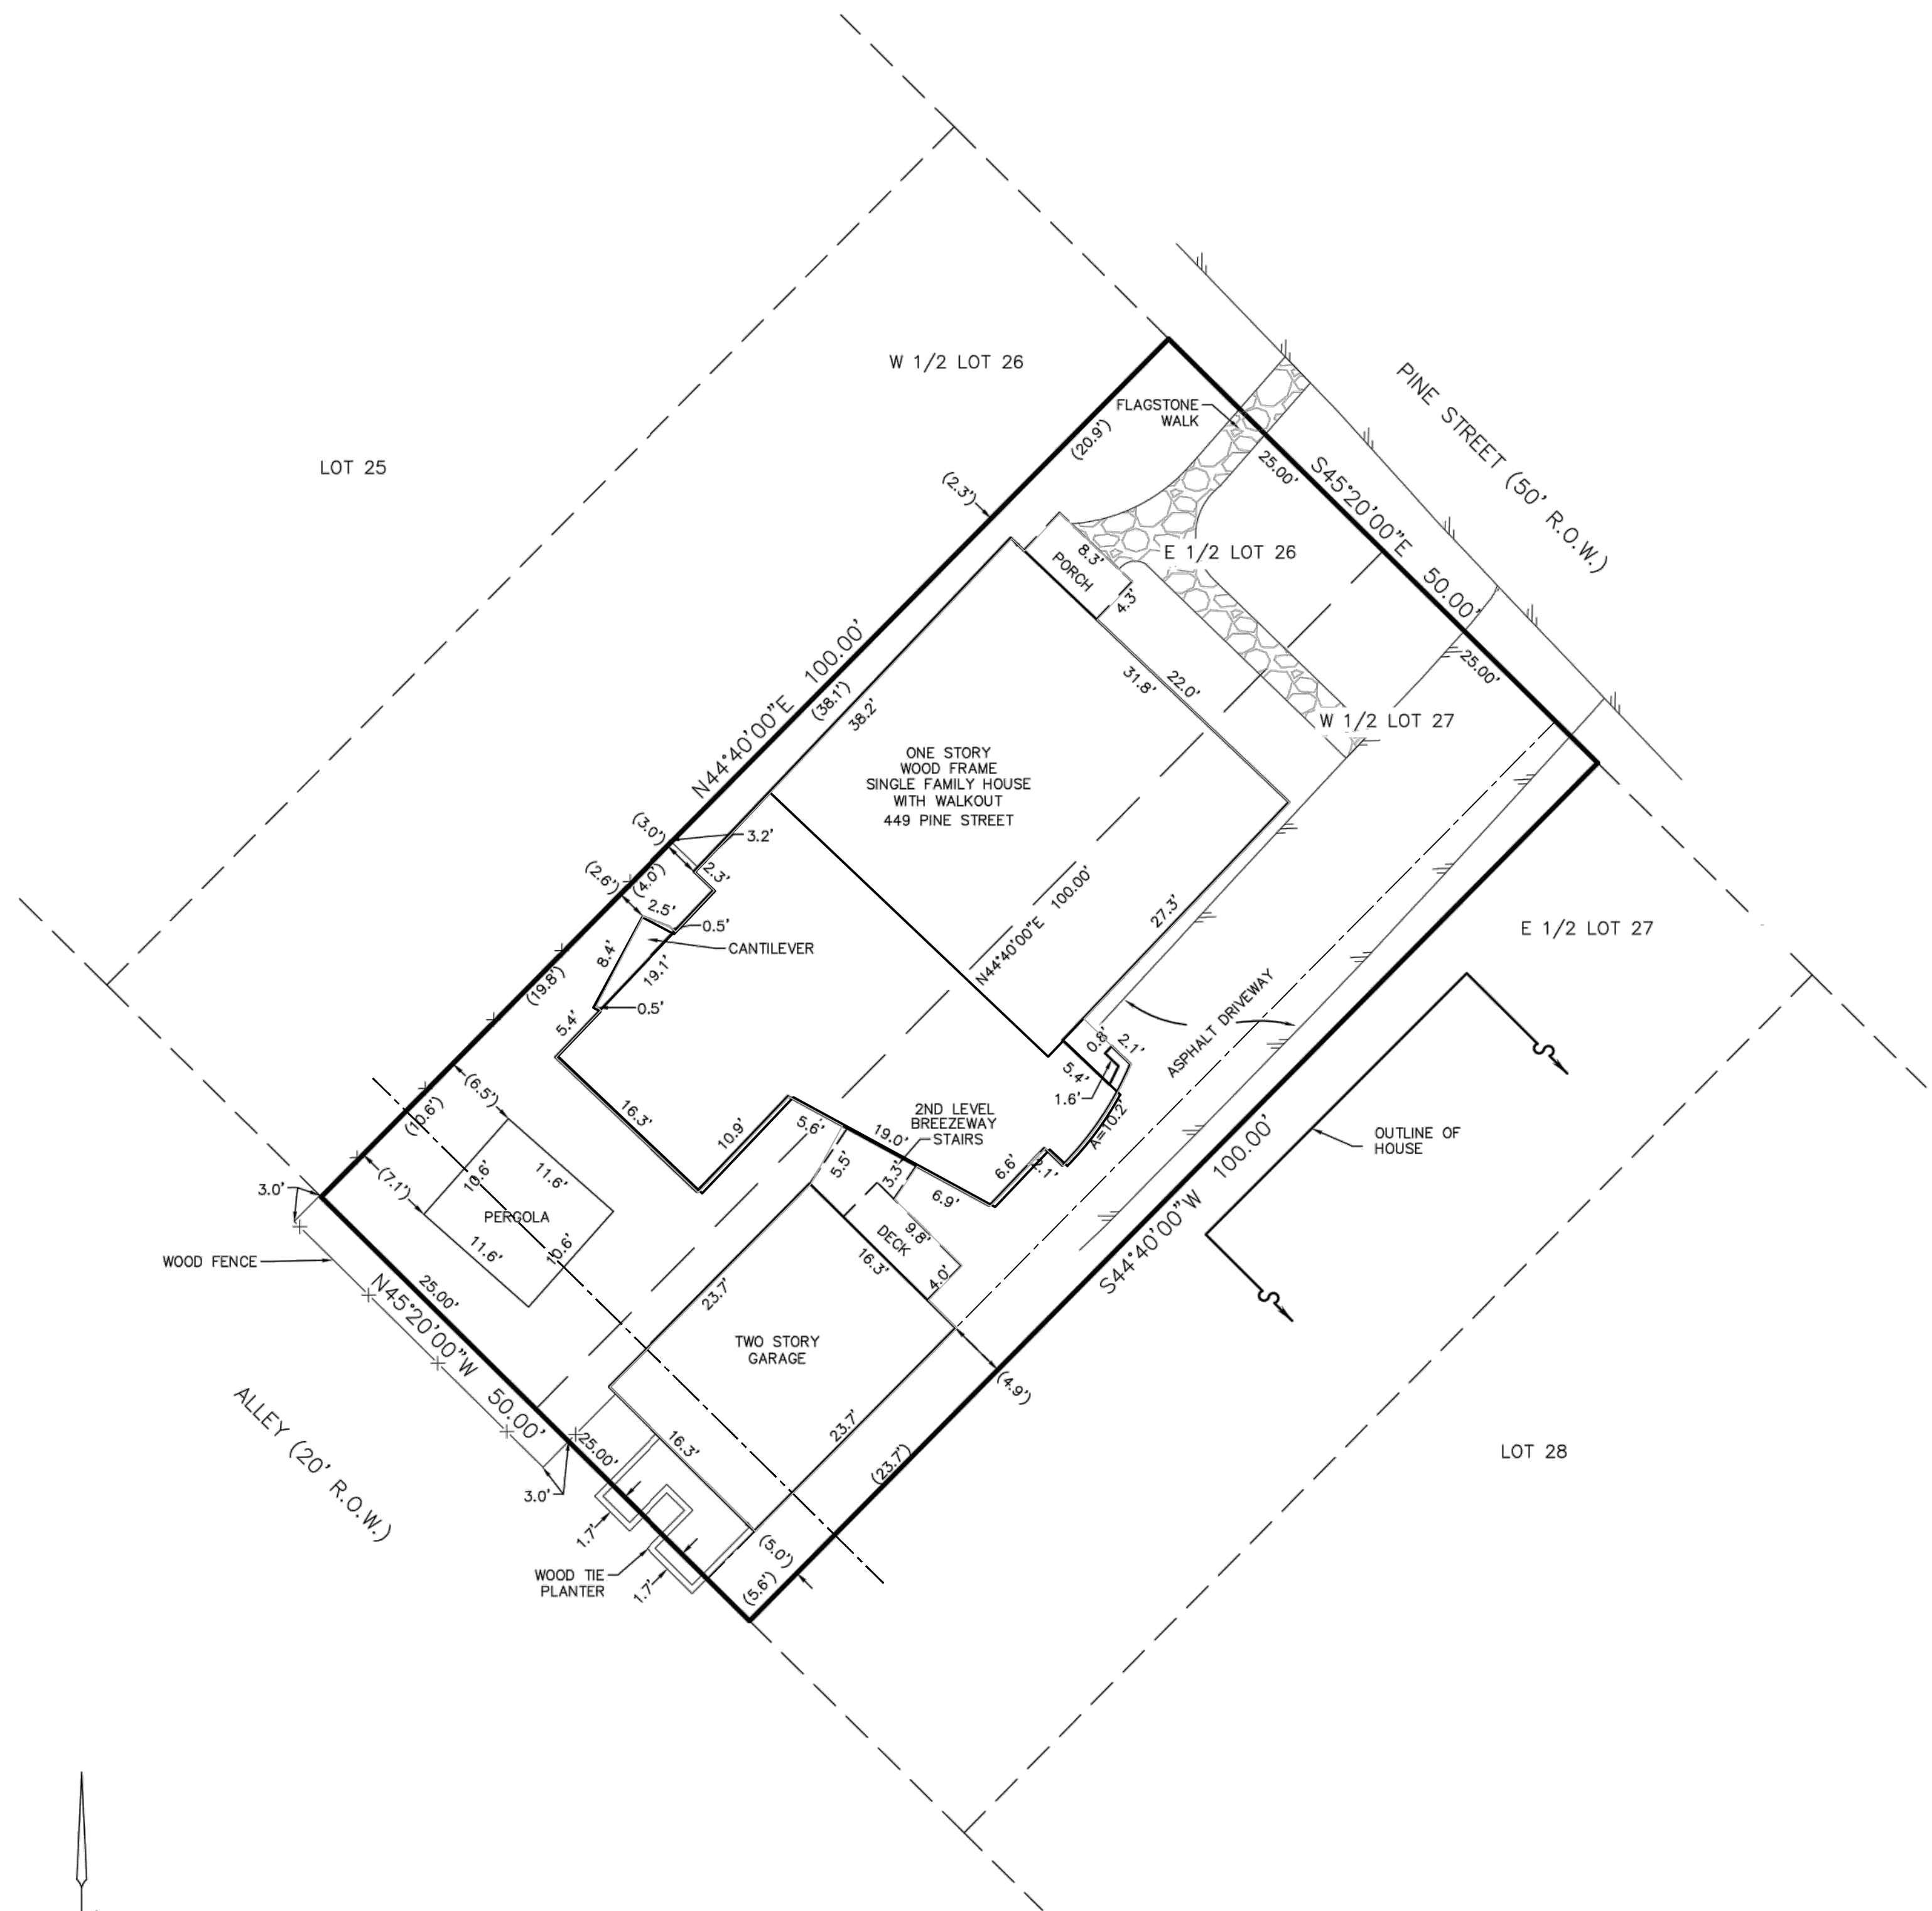 W 1/2 LOT 26
FLAGSTONE
WALK
PINE STREET (50' R.O.W.)
LOT 25
(20.9')
25.00'
S45°20'00"E 50.00'
(2.3')
8.3'
PORCH
4.3'
E 1/2 LOT 26
25.00'
N44°40'00"E 100.00'
(38.1')
38.2'
31.8'
22.0'
W 1/2 LOT 27
ONE STORY
WOOD FRAME
SINGLE FAMILY HOUSE
WITH WALKOUT
449 PINE STREET
(3.0')
3.2'
(2.6')
(4.0')
2.3'
2.5'
0.5'
CANTILEVER
8.4'
19.1'
(19.8')
0.5'
5.4'
N44°40'00"E 100.00'
27.3'
E 1/2 LOT 27
ASPHALT DRIVEWAY
0.8'
2.1'
5.4'
1.6'
A=10.2'
(6.5')
(10.6')
16.3'
10.9'
5.6'
19.0'
2ND LEVEL
BREEZEWAY
STAIRS
5.5'
3.3'
6.9'
6.6'
2.1'
OUTLINE OF
HOUSE
S44°40'00"W 100.00'
(7.1')
10.6'
11.6'
PERGOLA
11.6'
10.6'
3.0'
WOOD FENCE
DECK
9.8'
16.3'
4.0'
23.7'
25.00'
N45°20'00"W 50.00'
TWO STORY
GARAGE
(4.9')
ALLEY (20' R.O.W.)
25.00'
16.3'
23.7'
(23.7')
LOT 28
3.0'
1.7'
WOOD TIE
PLANTER
1.7'
(5.0')
(5.6')